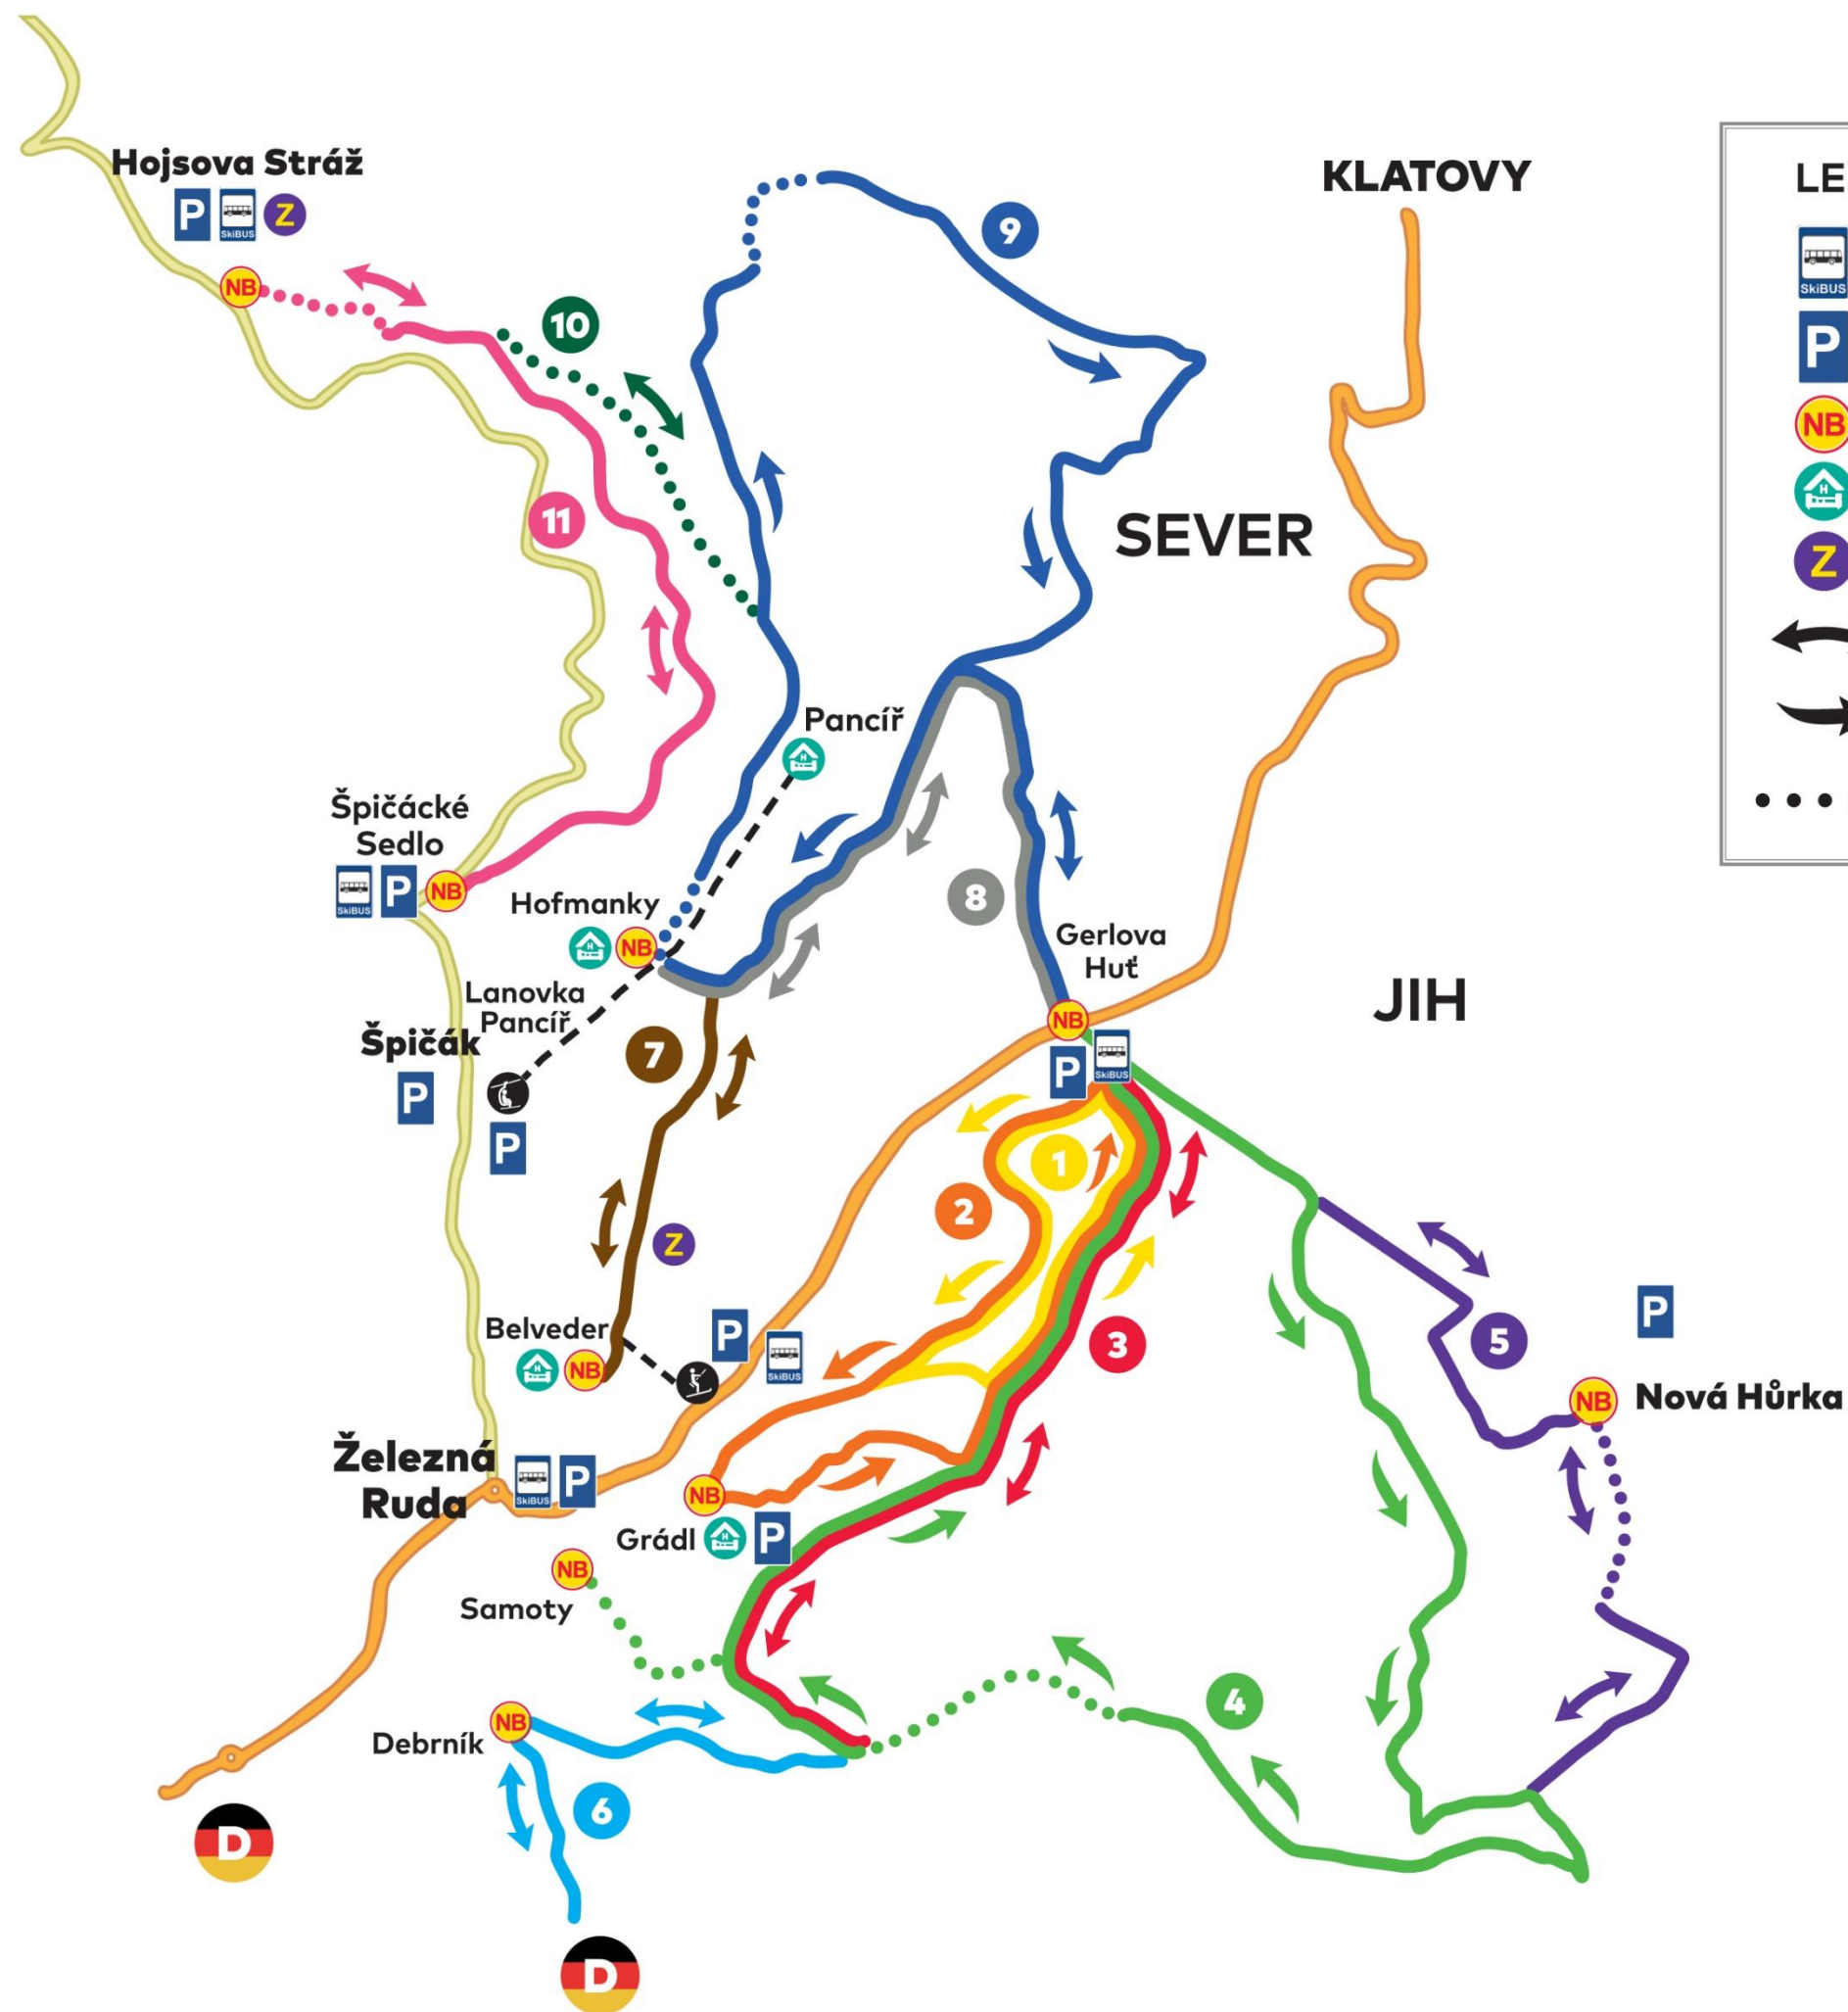 Hojsova Stráž
P
SkiBUS
Z
NB
KLATOVY
LE
SkiBUS
P
NB
H
Z
9
10
11
SEVER
Pancíř
H
Špičácké
Sedlo
SkiBUS
P
NB
Hofmanky
H
NB
8
Gerlova
Huť
NB
P
SkiBUS
JIH
Lanovka
Pancíř
Špičák
P
P
7
1
2
Z
3
5
P
Belveder
H
NB
P
SkiBUS
NB
Nová Hůrka
Železná
Ruda
SkiBUS
P
NB
Grádl
H
P
NB
Samoty
4
NB
Debrník
6
D
D